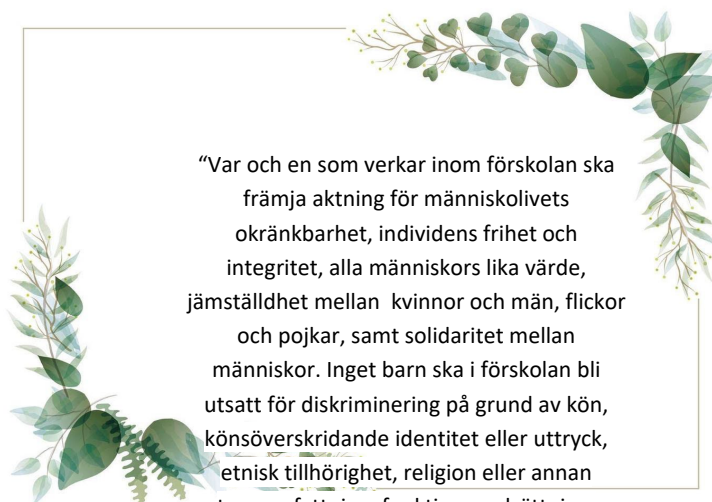 “Var och en som verkar inom förskolan ska
främja aktning för människolivets
okränkbarhet, individens frihet och
integritet, alla människors lika värde,
jämställdhet mellan  kvinnor och män, flickor
och pojkar, samt solidaritet mellan
människor. Inget barn ska i förskolan bli
utsatt för diskriminering på grund av kön,
könsöverskridande identitet eller uttryck,
etnisk tillhörighet, religion eller annan